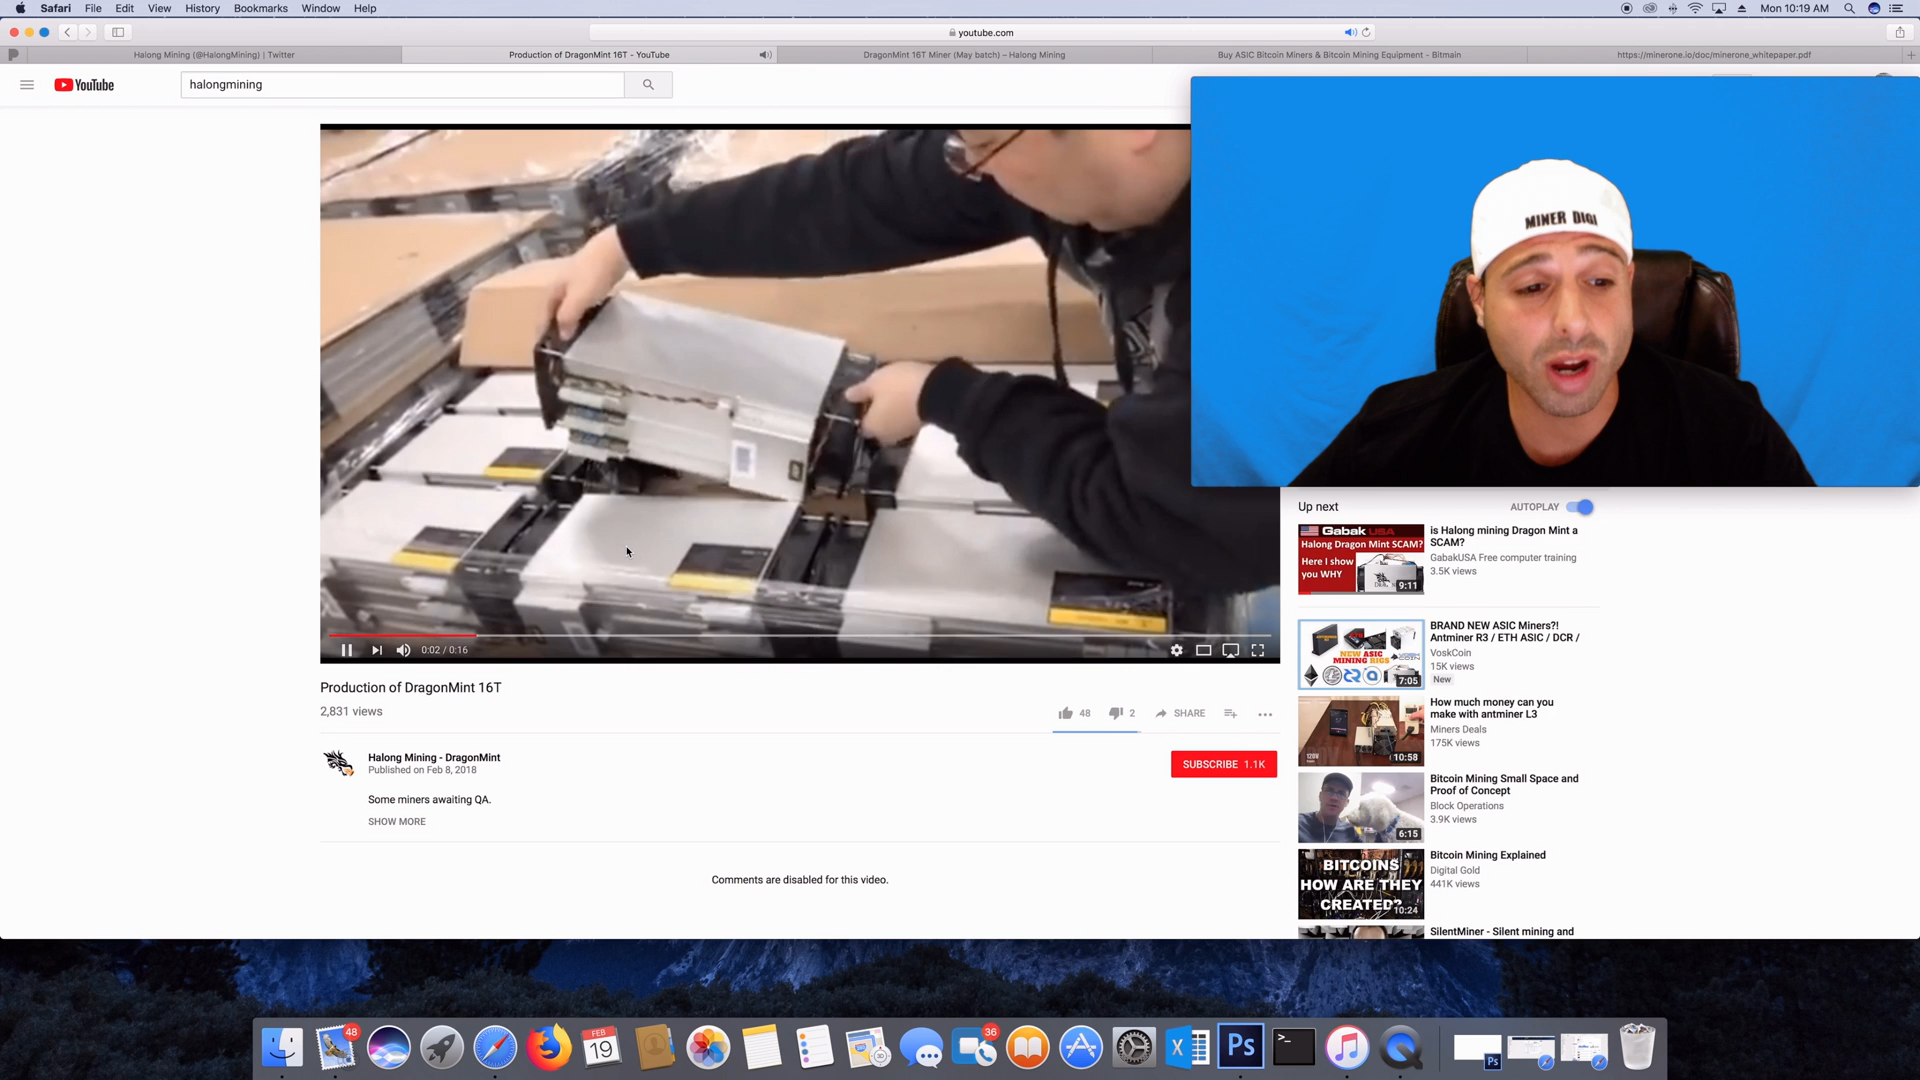 Safari File Edit View History Bookmarks Window Help
Mon 10:19 AM
youtube.com
Halong Mining (@HalongMining) | Twitter
Production of DragonMint 16T - YouTube
DragonMint 16T Miner (May batch) – Halong Mining
Buy ASIC Bitcoin Miners & Bitcoin Mining Equipment - Bitmain
https://minerone.io/doc/minerone_whitepaper.pdf
YouTube
halongmining
MINER DIGI
0:02 / 0:16
Production of DragonMint 16T
2,831 views
48
2
SHARE
Halong Mining - DragonMint
Published on Feb 8, 2018
SUBSCRIBE 1.1K
Some miners awaiting QA.
SHOW MORE
Comments are disabled for this video.
Up next
AUTOPLAY
Gabak USA
Halong Dragon Mint SCAM?
Here I show
you WHY
9:11
is Halong mining Dragon Mint a
SCAM?
GabakUSA Free computer training
3.5K views
NEW ASIC
MINING RIGS
7:05
BRAND NEW ASIC Miners?!
Antminer R3 / ETH ASIC / DCR /
VoskCoin
15K views
New
10:58
How much money can you
make with antminer L3
Miners Deals
175K views
6:15
Bitcoin Mining Small Space and
Proof of Concept
Block Operations
3.9K views
BITCOINS
HOW ARE THEY
CREATED?
10:24
Bitcoin Mining Explained
Digital Gold
441K views
SilentMiner - Silent mining and
48
FEB
19
36
Ps
Ps